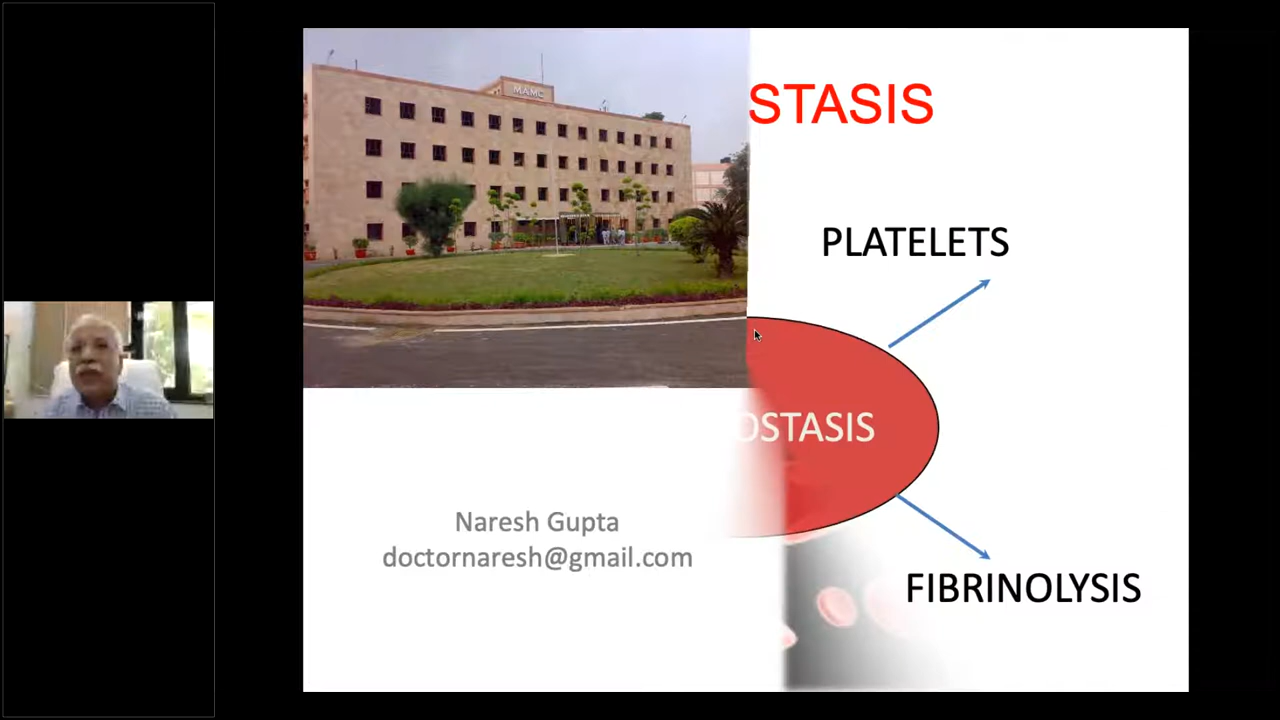 MAMC
STASIS
PLATELETS
OSTASIS
Naresh Gupta
doctornaresh@gmail.com
FIBRINOLYSIS